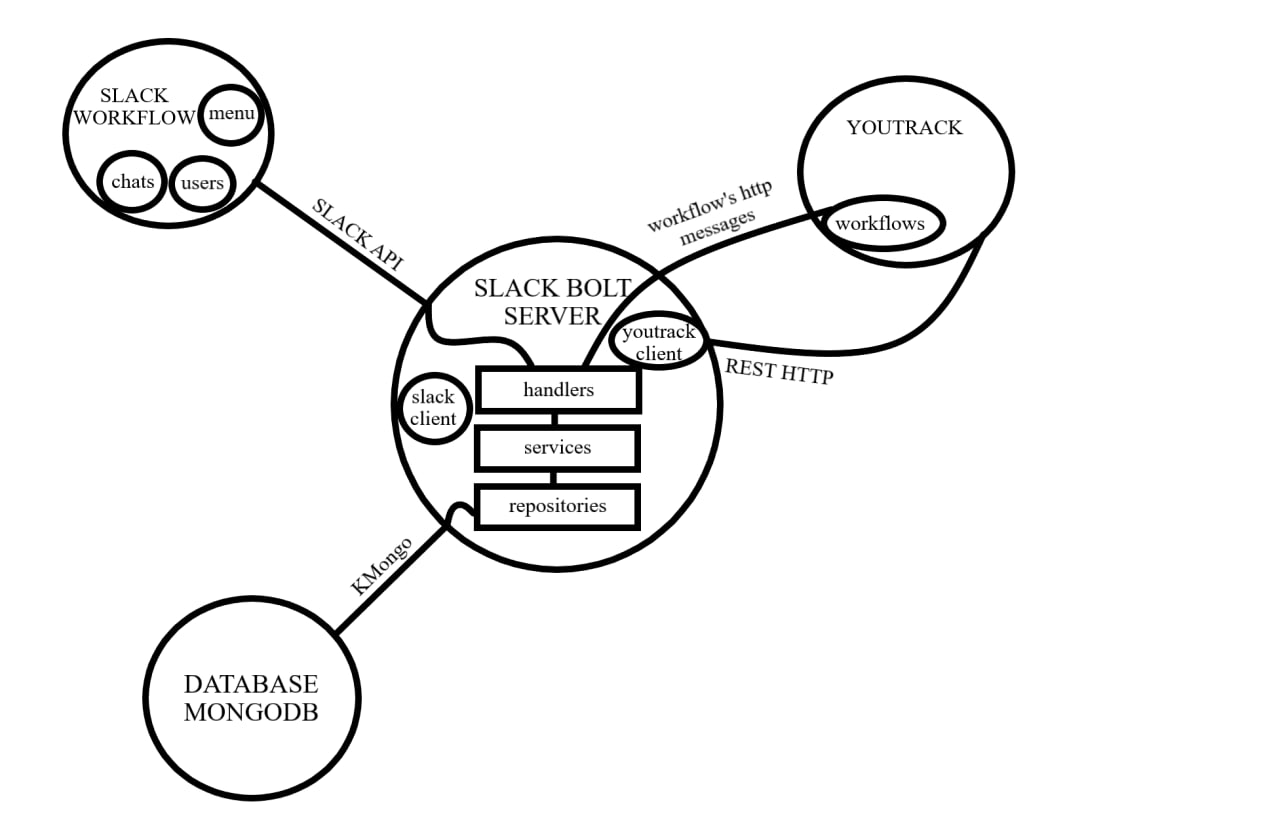 SLACK
WORKFLOW
menu
chats
users
SLACK API
YOUTRACK
workflows
workflow's http
messages
SLACK BOLT
SERVER
youtrack
client
REST HTTP
handlers
slack
client
services
repositories
KMongo
DATABASE
MONGODB